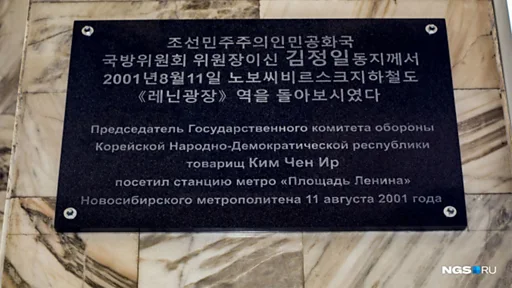 조선민주주의인민공화국
국방위원회 위원장이신 김정일동지께서
2001년8월11일 노보씨비르스크지하철도
《레닌광장》역을 돌아보시였다
Председатель Государственного комитета обороны
Корейской Народно-Демократической республики
товарищ Ким Чен Ир
посетил станцию метро «Площадь Ленина»
Новосибирского метрополитена 11 августа 2001 года
NGS.RU